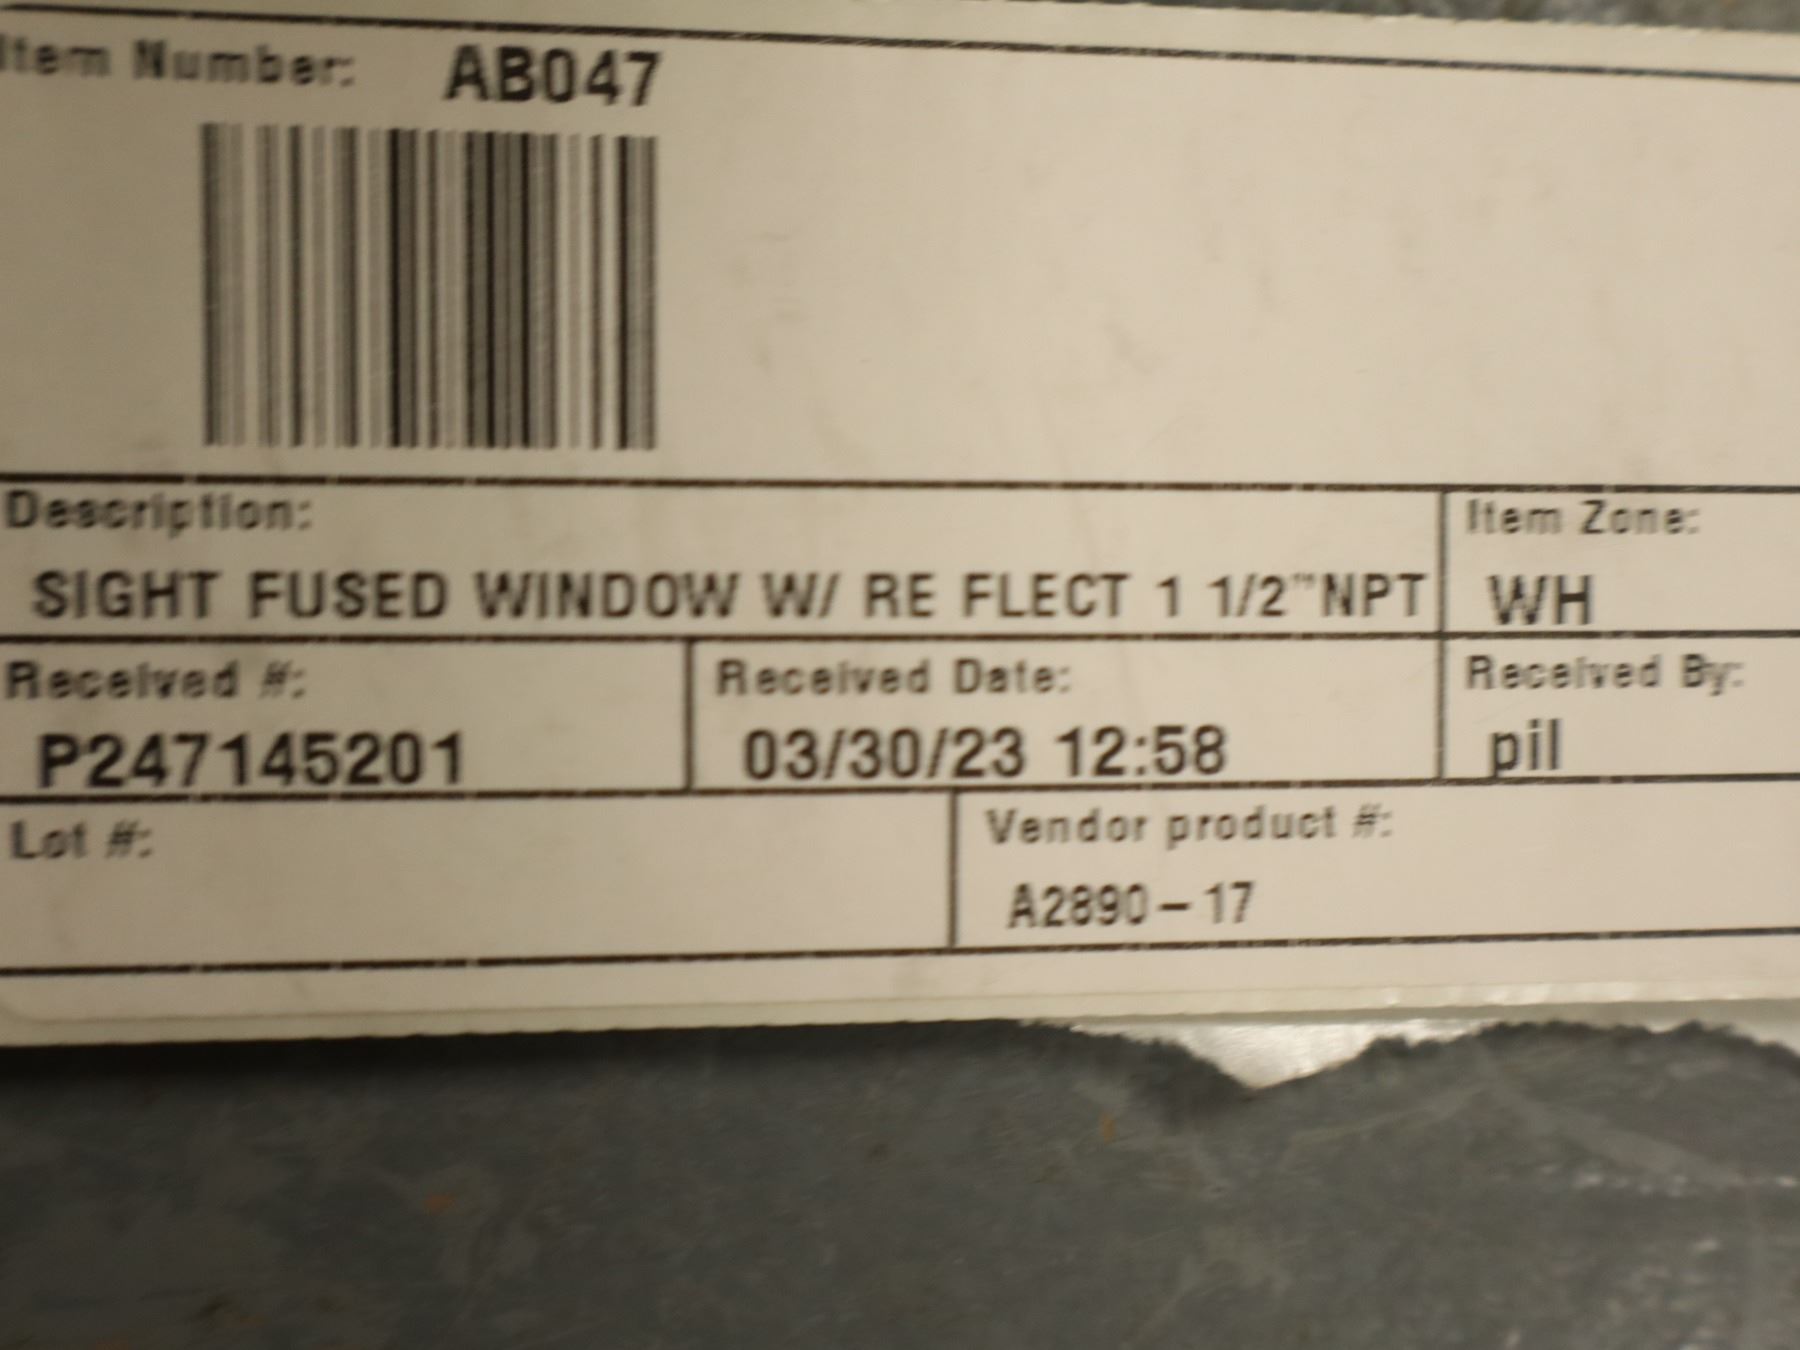 Item Number: AB047
Description:
Item Zone:
SIGHT FUSED WINDOW W/ RE FLECT 1 1/2"NPT
WH
Received #:
Received Date:
Received By:
P247145201
03/30/23 12:58
pil
Lot #:
Vendor product #:
A2890-17